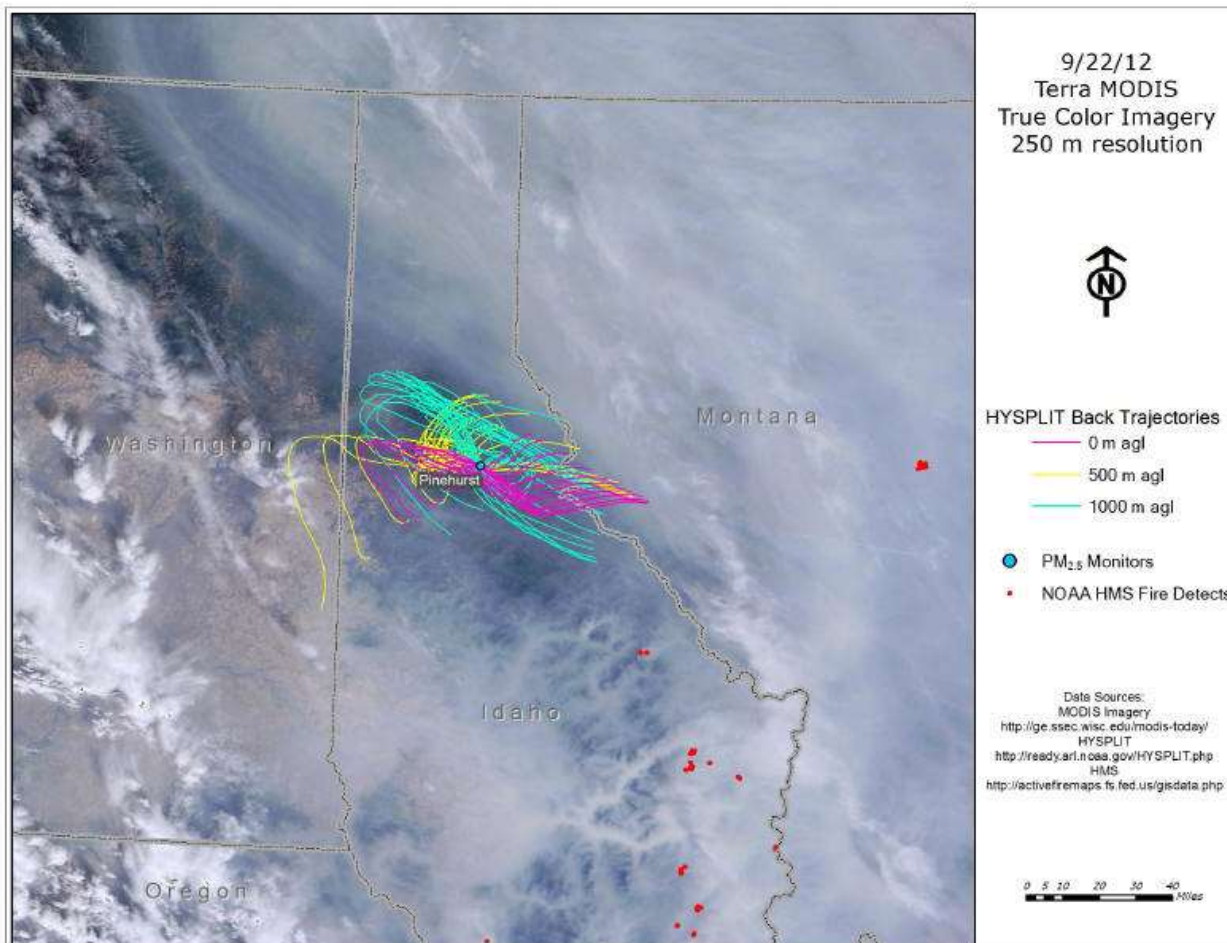 9/22/12
Terra MODIS
True Color Imagery
250 m resolution
N
HYSPLIT Back Trajectories
0 m agl
500 m agl
1000 m agl
PM2.5 Monitors
NOAA HMS Fire Detects
Data Sources:
MODIS Imagery
http://ge.ssec.wisc.edu/modis-today/
HYSPLIT
http://ready.arl.noaa.gov/HYSPLIT.php
HMS
http://activefiremaps.fs.fed.us/gisdata.php
0 5 10 20 30 40
Miles
Washington
Montana
Pinehurst
Idaho
Oregon